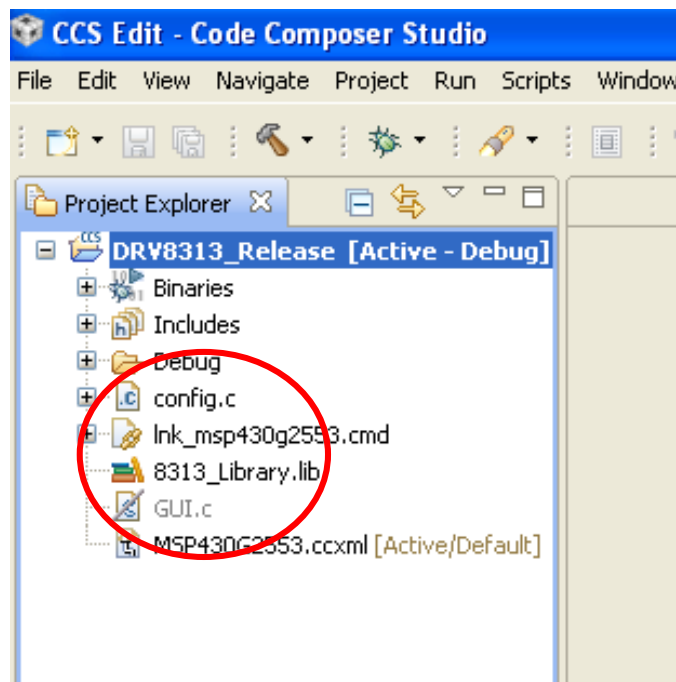 CCS Edit - Code Composer Studio
File Edit View Navigate Project Run Scripts Window
Project Explorer
DRV8313_Release [Active - Debug]
Binaries
Includes
Debug
config.c
lnk_msp430g2553.cmd
8313_Library.lib
GUI.c
MSP430G2553.ccxml [Active/Default]